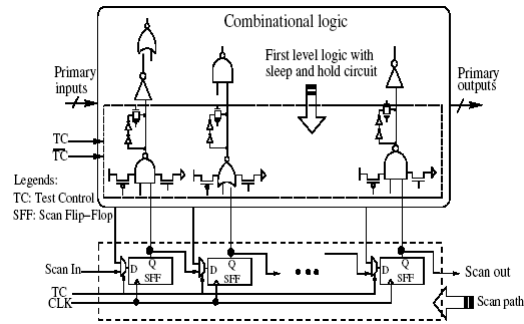 Combinational logic
First level logic with
sleep and hold circuit
Primary
inputs
Primary
outputs
TC
TC
Legends:
TC: Test Control
SFF: Scan Flip–Flop
Scan In
D
Q
SFF
D
Q
SFF
D
Q
SFF
Scan out
TC
CLK
Scan path